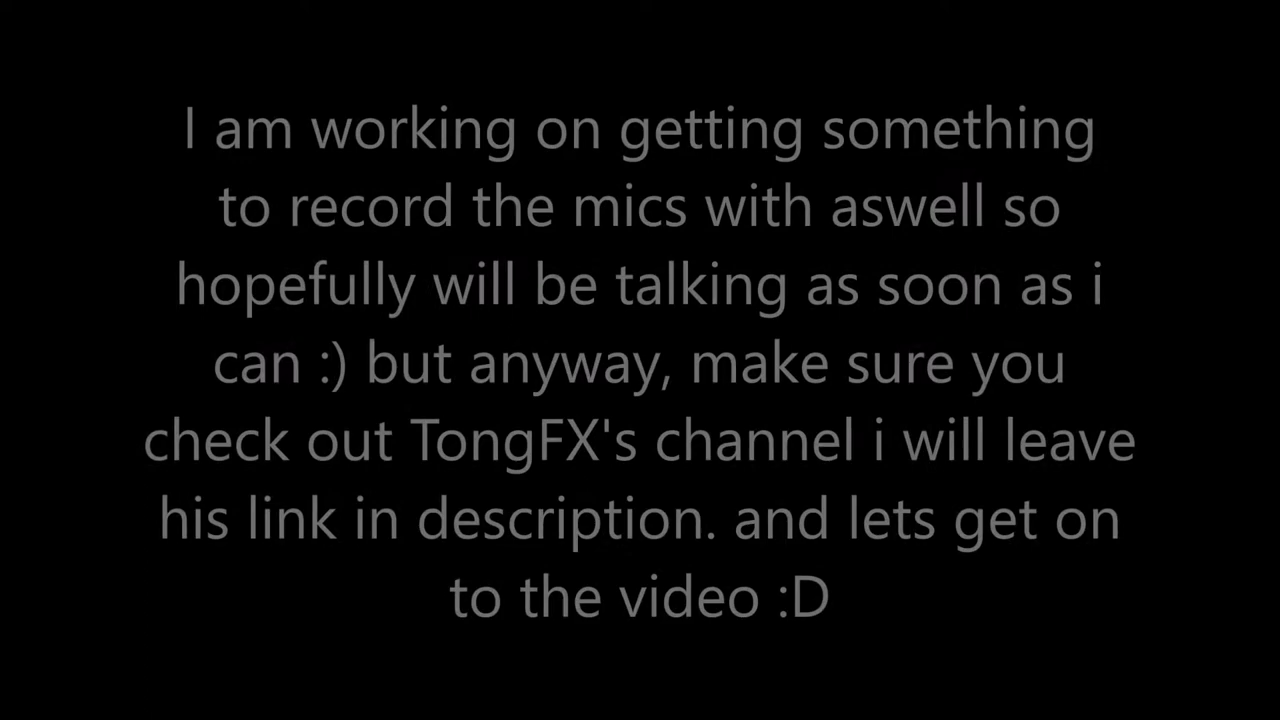 I am working on getting something
to record the mics with aswell so
hopefully will be talking as soon as i
can :) but anyway, make sure you
check out TongFX's channel i will leave
his link in description. and lets get on
to the video :D